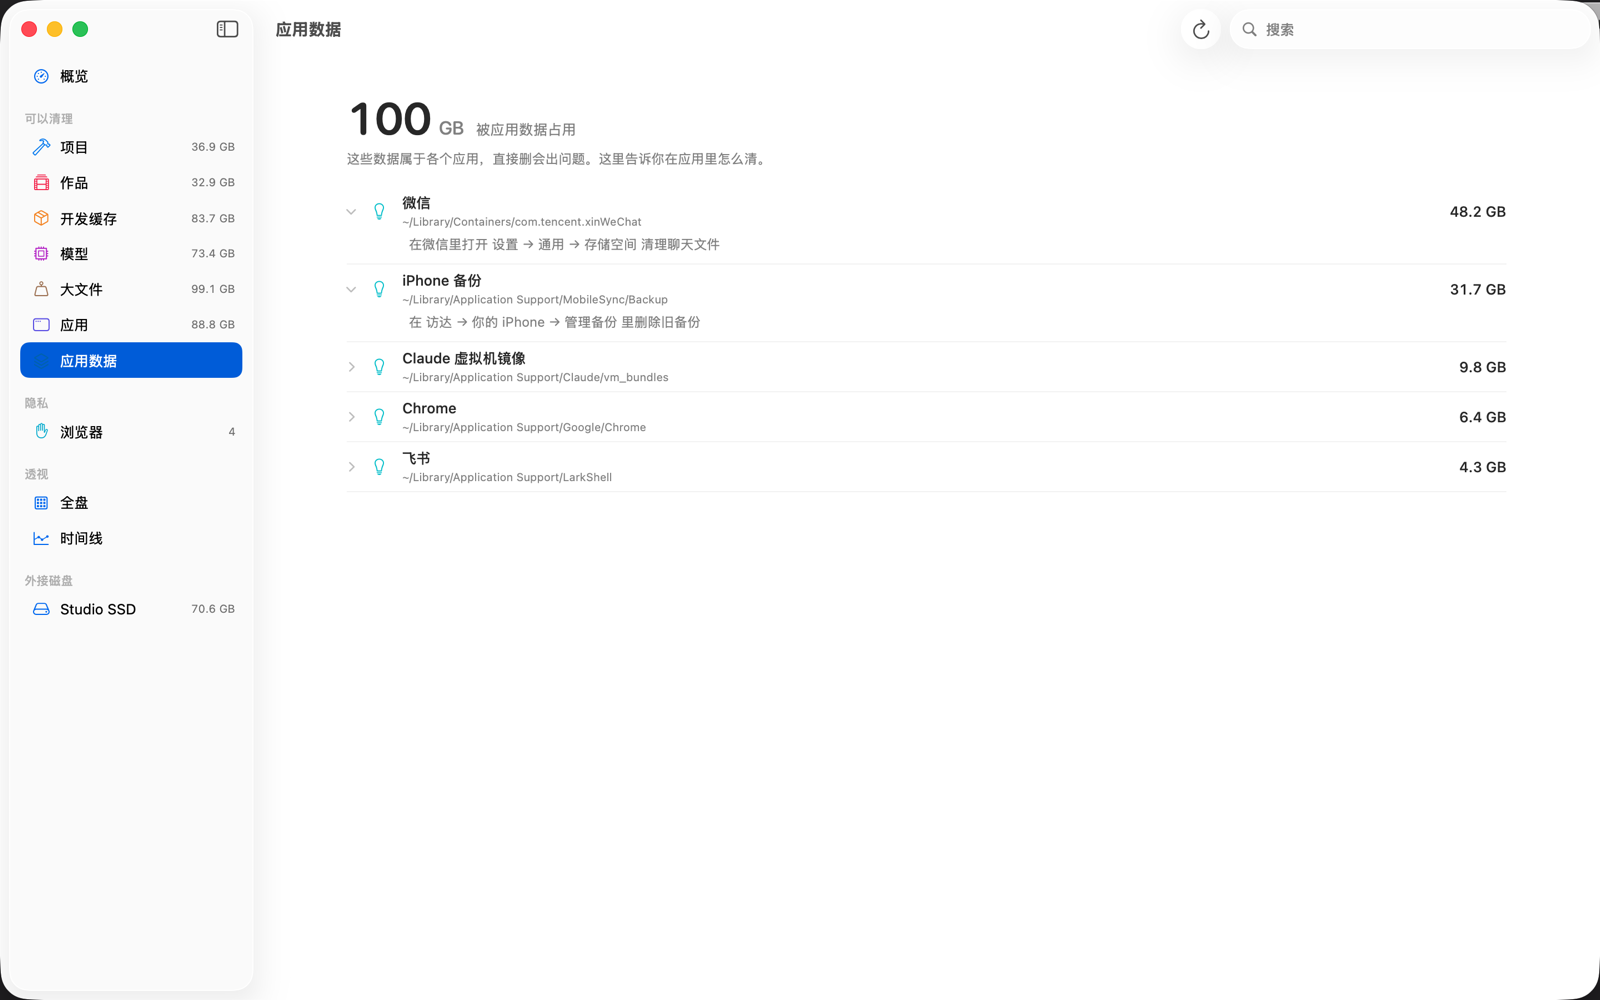 应用数据
搜索
概览
可以清理
项目 36.9 GB
作品 32.9 GB
开发缓存 83.7 GB
模型 73.4 GB
大文件 99.1 GB
应用 88.8 GB
应用数据
隐私
浏览器 4
透视
全盘
时间线
外接磁盘
Studio SSD 70.6 GB
100 GB 被应用数据占用
这些数据属于各个应用，直接删会出问题。这里告诉你在应用里怎么清。
微信 48.2 GB
~/Library/Containers/com.tencent.xinWeChat
在微信里打开 设置 → 通用 → 存储空间 清理聊天文件
iPhone 备份 31.7 GB
~/Library/Application Support/MobileSync/Backup
在 访达 → 你的 iPhone → 管理备份 里删除旧备份
Claude 虚拟机镜像 9.8 GB
~/Library/Application Support/Claude/vm_bundles
Chrome 6.4 GB
~/Library/Application Support/Google/Chrome
飞书 4.3 GB
~/Library/Application Support/LarkShell